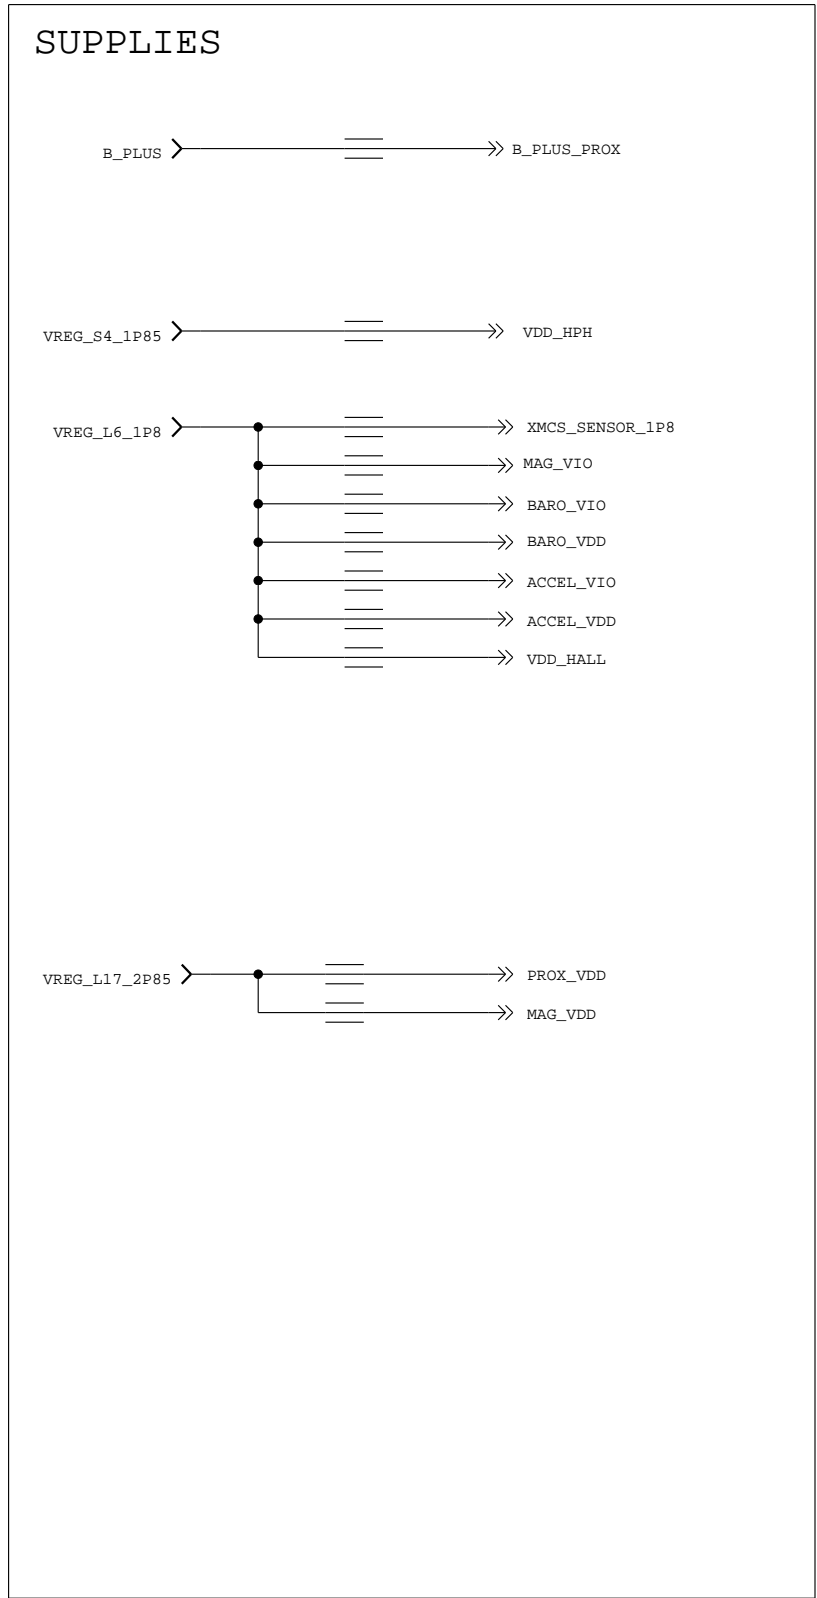 SUPPLIES
B_PLUS B_PLUS_PROX
VREG_S4_1P85 VDD_HPH
VREG_L6_1P8 XMCS_SENSOR_1P8
MAG_VIO
BARO_VIO
BARO_VDD
ACCEL_VIO
ACCEL_VDD
VDD_HALL
VREG_L17_2P85 PROX_VDD
MAG_VDD